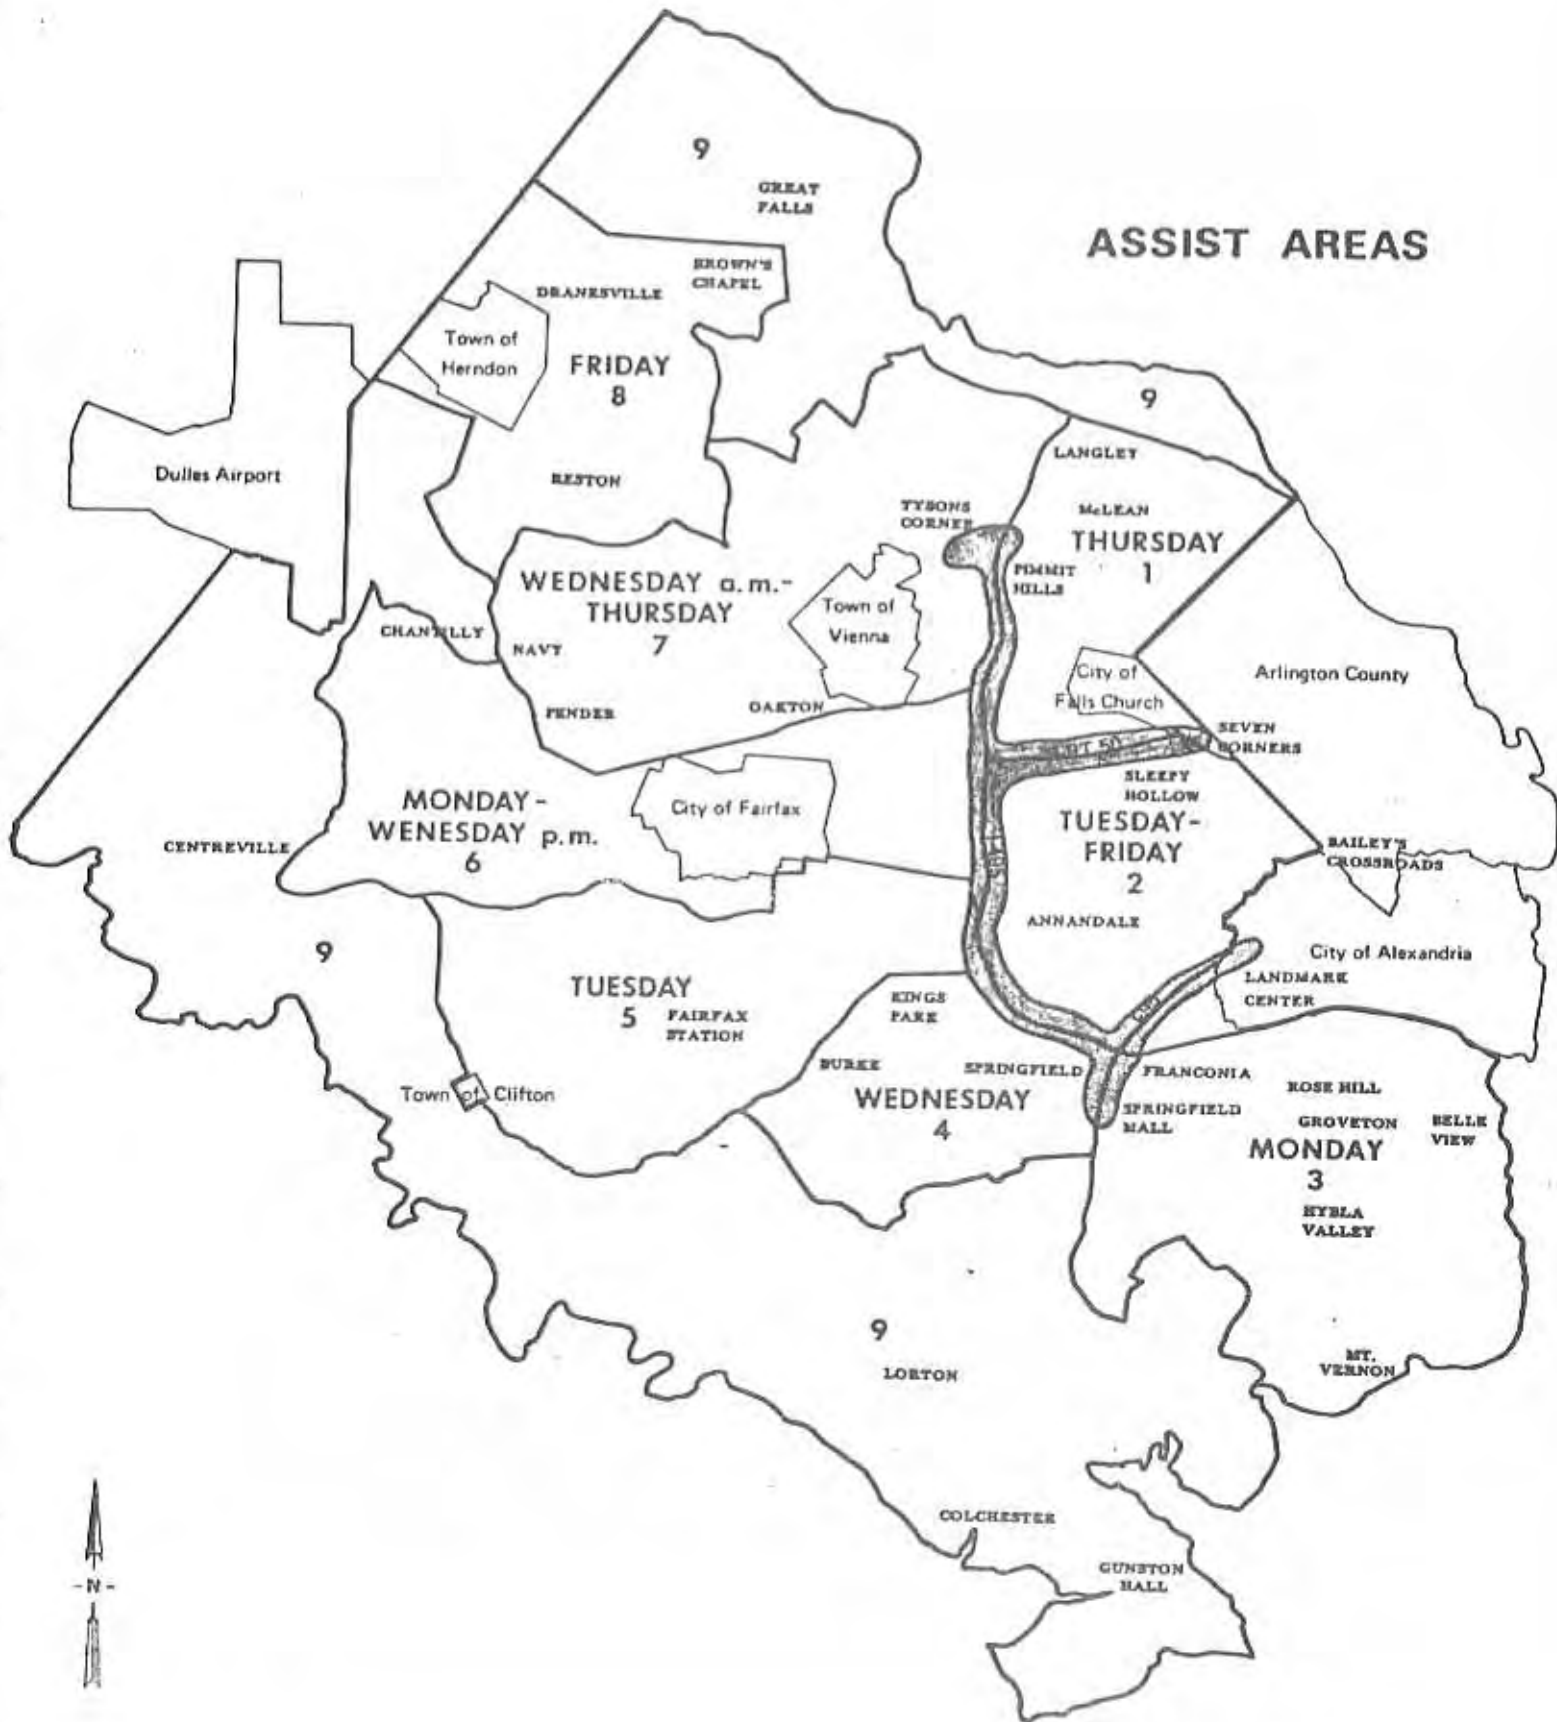 ASSIST AREAS
9
GREAT
FALLS
BROWN'S
CHAPEL
DRANESVILLE
Town of
Herndon
FRIDAY
8
9
LANGLEY
Dulles Airport
RESTON
TYSONS
CORNER
McLEAN
THURSDAY
1
PIMMIT
HILLS
WEDNESDAY a.m.-
THURSDAY
7
Town of
Vienna
CHANTILLY
NAVY
City of
Falls Church
Arlington County
PENDER
OAKTON
SEVEN
CORNERS
RT 50
SLEEPY
HOLLOW
MONDAY-
WENESDAY p.m.
6
City of Fairfax
TUESDAY-
FRIDAY
2
CENTREVILLE
BAILEY'S
CROSSROADS
ANNANDALE
9
City of Alexandria
LANDMARK
CENTER
TUESDAY
5
FAIRFAX
STATION
KINGS
PARK
BURKE
SPRINGFIELD
FRANCONIA
Town of Clifton
WEDNESDAY
4
SPRINGFIELD
MALL
ROSE HILL
GROVETON
BELLE
VIEW
MONDAY
3
HYBLA
VALLEY
9
LORTON
MT.
VERNON
COLCHESTER
GUNSTON
HALL
-N-